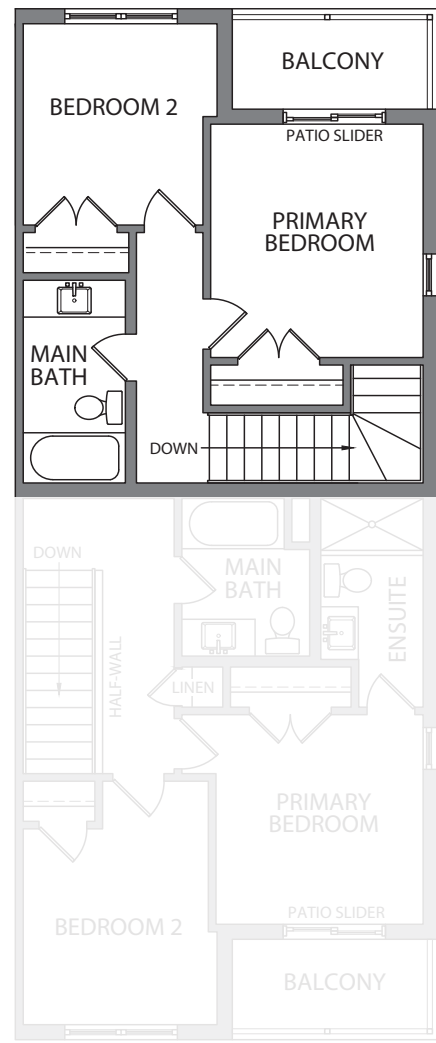 BALCONY
BEDROOM 2
PATIO SLIDER
PRIMARY
BEDROOM
MAIN
BATH
DOWN
DOWN
MAIN
BATH
ENSUITE
HALF-WALL
LINEN
PRIMARY
BEDROOM
PATIO SLIDER
BEDROOM 2
BALCONY